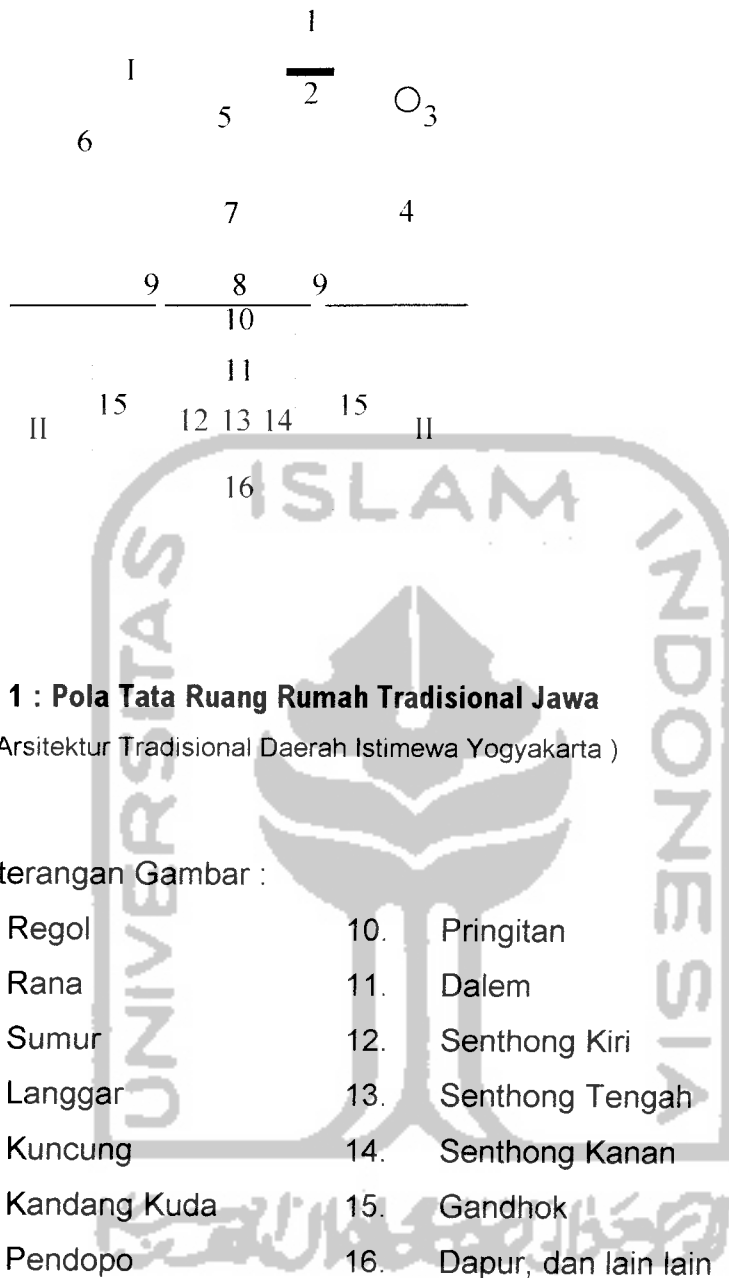 1
I
2
3
5
6
7
4
9 8 9
10
11
15 15
12 13 14
II II
16
ISLAM
UNIVERSITAS
INDONESIA
1 : Pola Tata Ruang Rumah Tradisional Jawa
Arsitektur Tradisional Daerah Istimewa Yogyakarta )
terangan Gambar :
Regol 10. Pringitan
Rana 11. Dalem
Sumur 12. Senthong Kiri
Langgar 13. Senthong Tengah
Kuncung 14. Senthong Kanan
Kandang Kuda 15. Gandhok
Pendopo 16. Dapur, dan lain lain